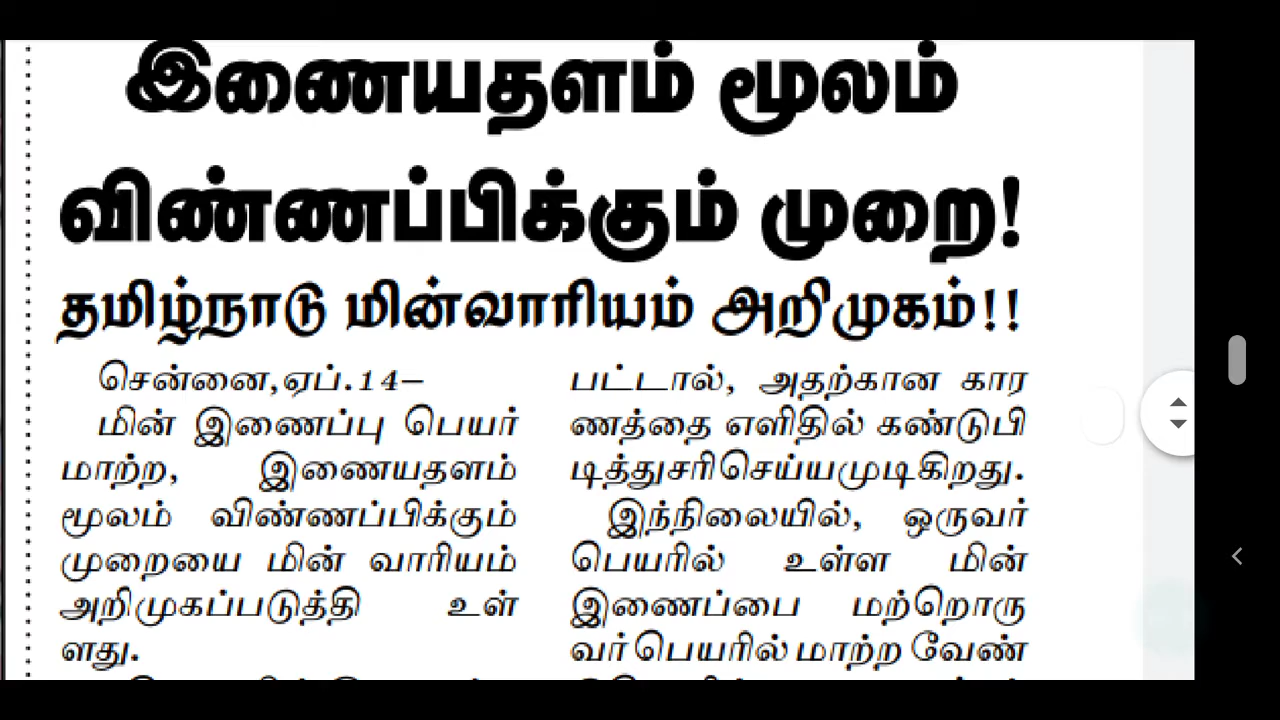 இணையதளம் மூலம்
விண்ணப்பிக்கும் முறை!
தமிழ்நாடு மின்வாரியம் அறிமுகம்!!
சென்னை,ஏப்.14–
மின் இணைப்பு பெயர்
மாற்ற, இணையதளம்
மூலம் விண்ணப்பிக்கும்
முறையை மின் வாரியம்
அறிமுகப்படுத்தி உள்
ளது.
பட்டால், அதற்கான கார
ணத்தை எளிதில் கண்டுபி
டித்துசரிசெய்யமுடிகிறது.
இந்நிலையில், ஒருவர்
பெயரில் உள்ள மின்
இணைப்பை மற்றொரு
வர் பெயரில் மாற்ற வேண்